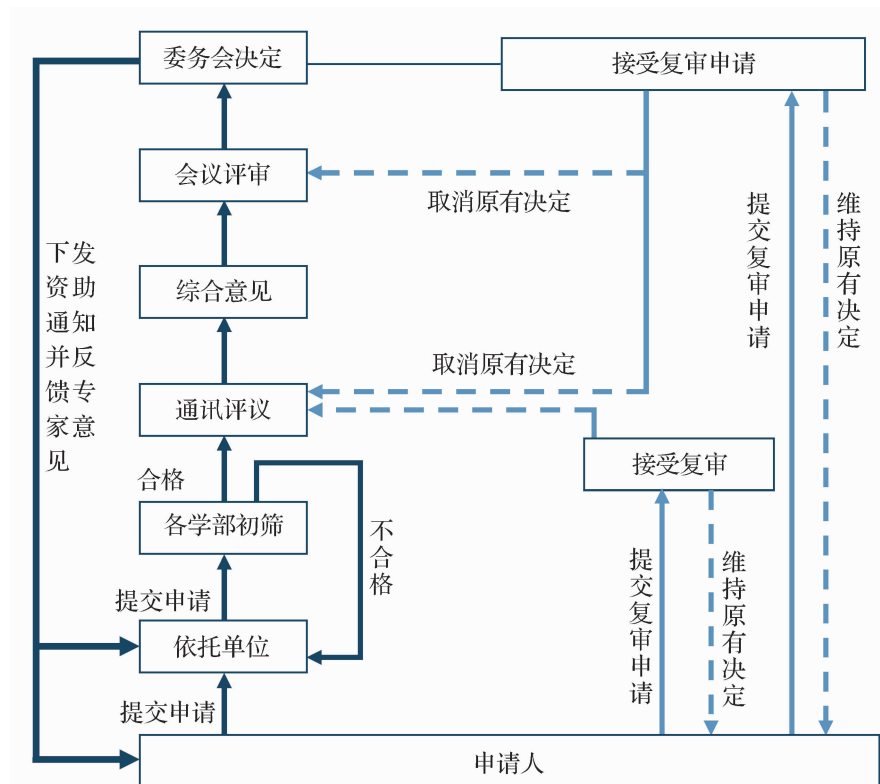 委务会决定
接受复审申请
会议评审
取消原有决定
综合意见
取消原有决定
通讯评议
接受复审
合格
各学部初筛
不合格
提交申请
依托单位
提交申请
申请人
下发
资助
通知
并反
馈专
家意
见
提交复审申请
维持原有决定
提交复审申请
维持原有决定